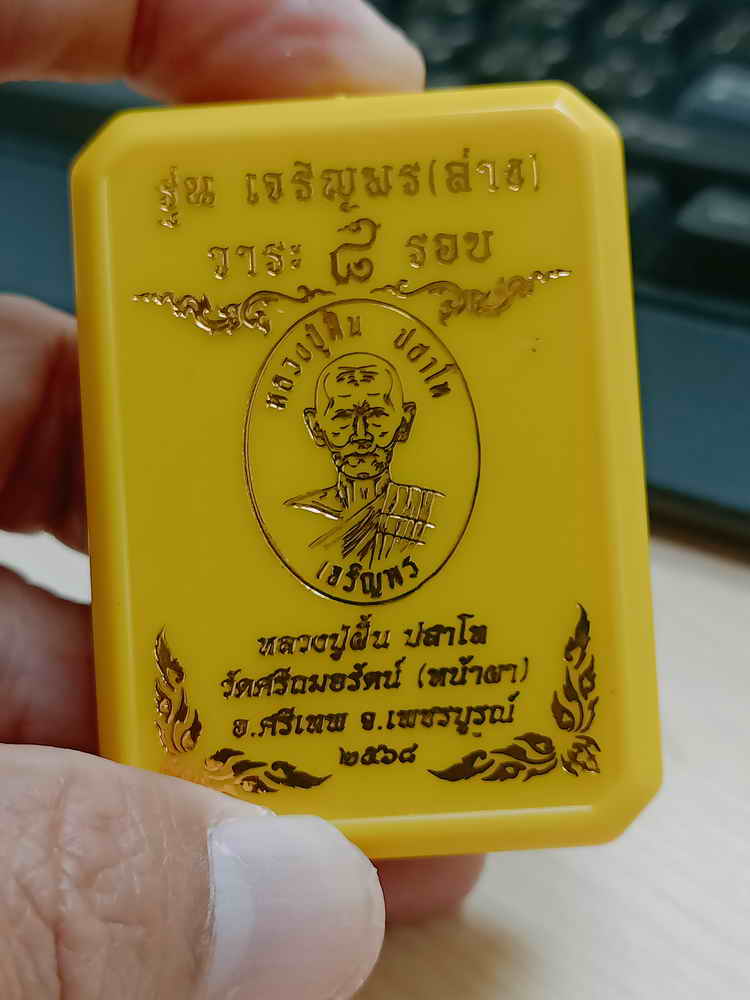 รุ่น เจริญพร(ล่าง)
วาระ ๘ รอบ
หลวงปู่ฝั้น ปสาโท
เจริญพร
หลวงปู่ฝั้น ปสาโท
วัดศรีถมอรัตน์ (หน้าผา)
อ.ศรีเทพ จ.เพชรบูรณ์
๒๕๖๘